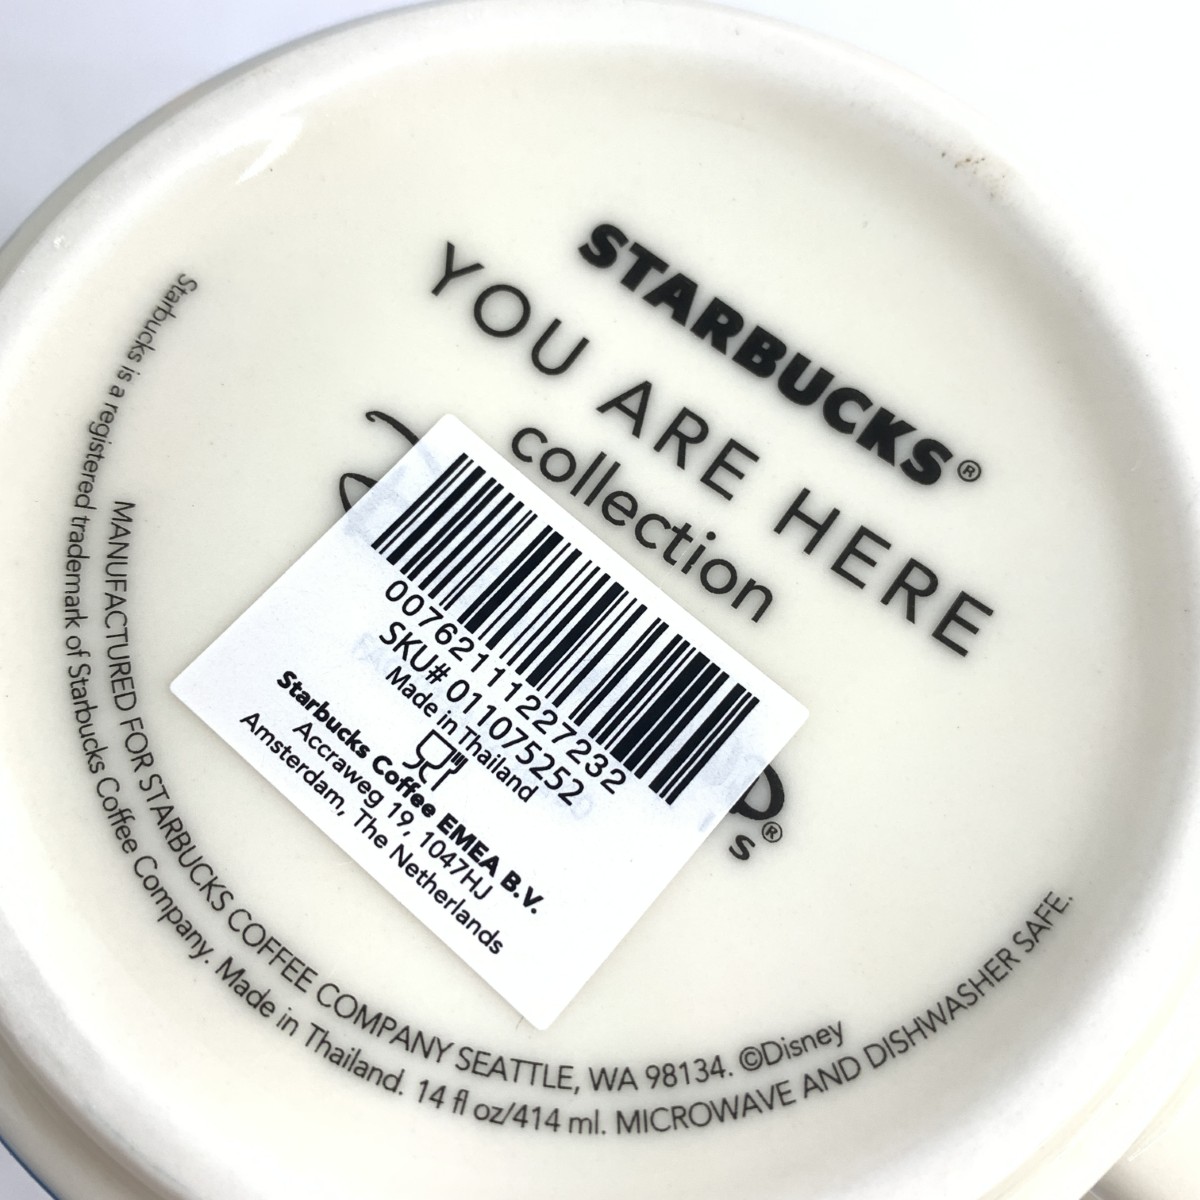 STARBUCKS®
YOU ARE HERE
collection
D®
s
00762111227232
SKU# 011075252
Made in Thailand
Starbucks Coffee EMEA B.V.
Accraweg 19, 1047HJ
Amsterdam, The Netherlands
MANUFACTURED FOR STARBUCKS COFFEE COMPANY SEATTLE, WA 98134. ©Disney
Starbucks is a registered trademark of Starbucks Coffee Company. Made in Thailand. 14 fl oz/414 ml. MICROWAVE AND DISHWASHER SAFE.